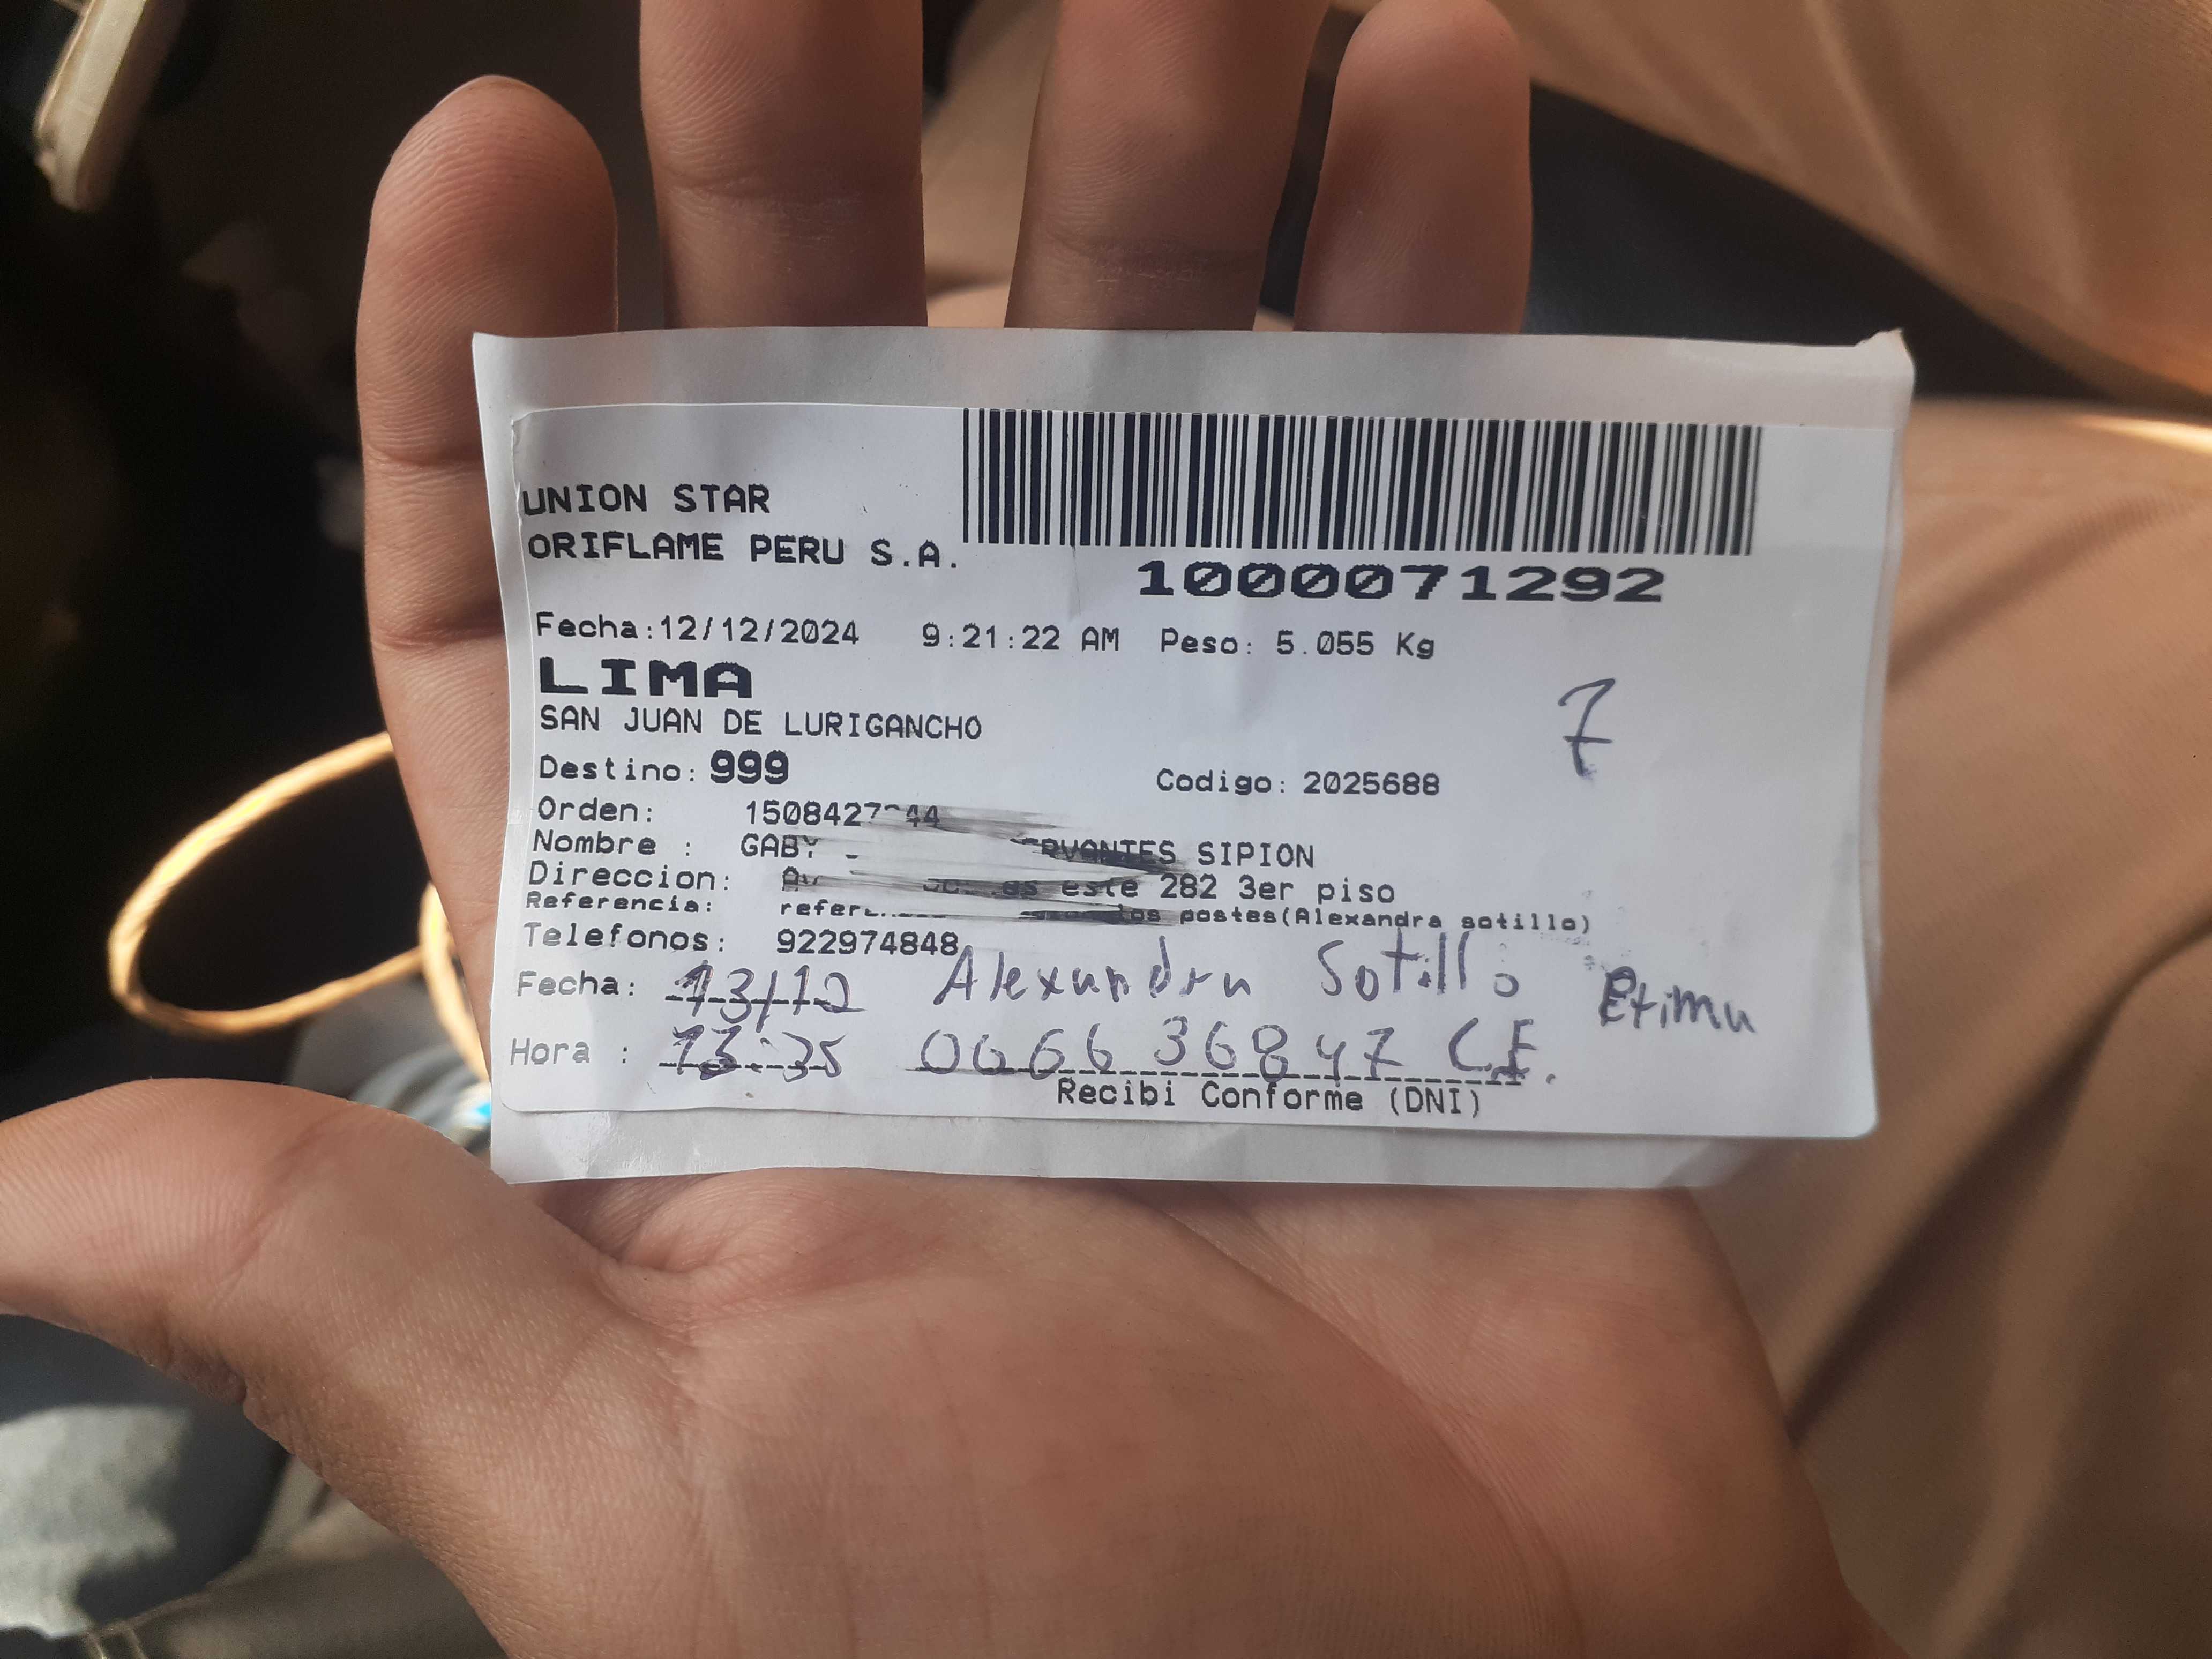 UNION STAR
ORIFLAME PERU S.A.
1000071292
Fecha:12/12/2024 9:21:22 AM Peso: 5.055 Kg
LIMA
7
SAN JUAN DE LURIGANCHO
Destino: 999 Codigo: 2025688
Orden:
Nombre : SIPION
Direccion: este 282 3er piso
Referencia: postes(Alexandra sotillo)
Telefonos: 922974848
Fecha: 13/12 Alexandra Sotillo
Hora : 13:35 066636847 C.E.
Recibi Conforme (DNI)